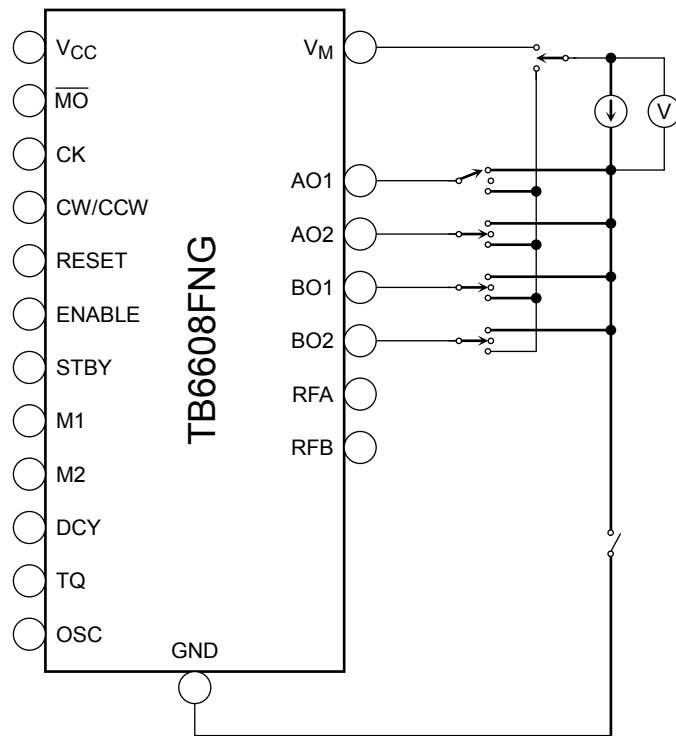 VCC
MO
CK
CW/CCW
RESET
ENABLE
STBY
M1
M2
DCY
TQ
OSC
TB6608FNG
GND
VM
AO1
AO2
BO1
BO2
RFA
RFB
V